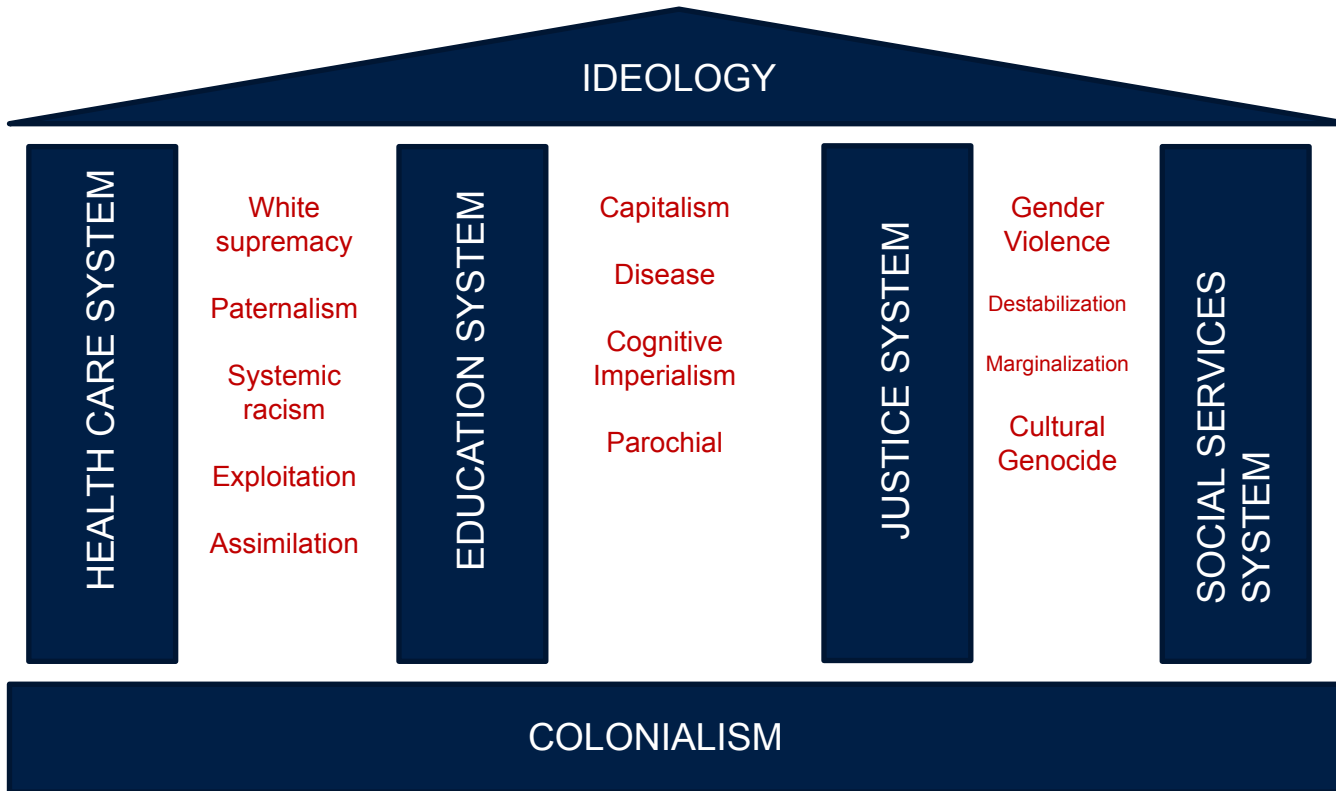 IDEOLOGY
HEALTH CARE SYSTEM
White
supremacy
Paternalism
Systemic
racism
Exploitation
Assimilation
EDUCATION SYSTEM
Capitalism
Disease
Cognitive
Imperialism
Parochial
JUSTICE SYSTEM
Gender
Violence
Destabilization
Marginalization
Cultural
Genocide
SOCIAL SERVICES
SYSTEM
COLONIALISM